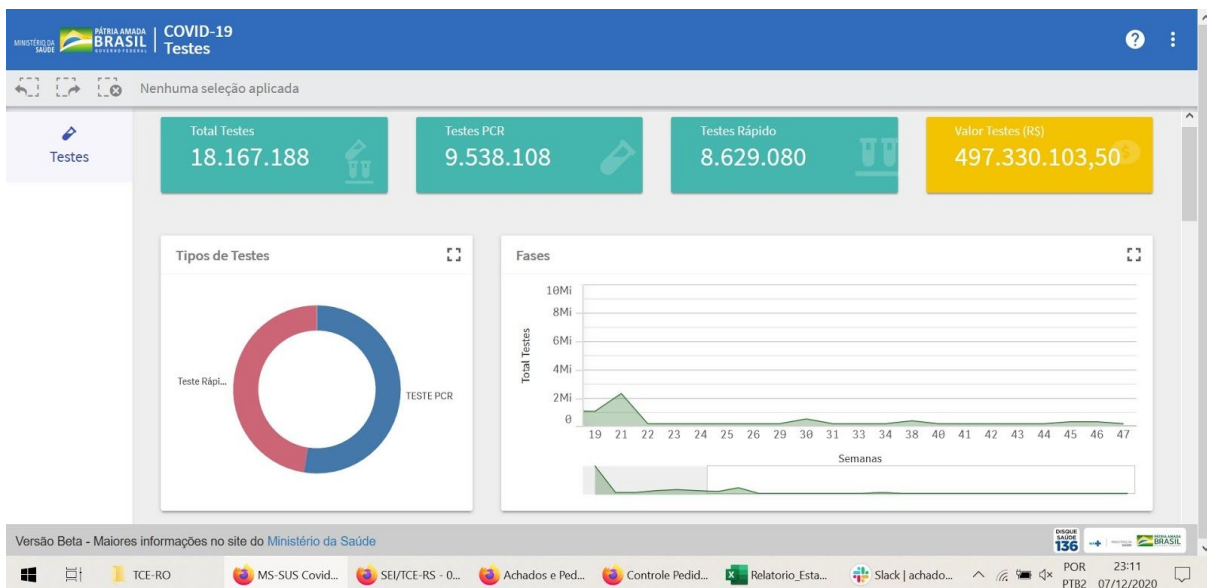 MINISTÉRIO DA
SAÚDE
PÁTRIA AMADA
BRASIL
GOVERNO FEDERAL
COVID-19
Testes
?
Nenhuma seleção aplicada
Testes
Total Testes
18.167.188
Testes PCR
9.538.108
Testes Rápido
8.629.080
Valor Testes (R$)
497.330.103,50
Tipos de Testes
Teste Rápi...
TESTE PCR
Fases
Total Testes
10Mi
8Mi
6Mi
4Mi
2Mi
0
19 21 22 23 24 25 26 29 30 31 33 34 38 40 41 42 43 44 45 46 47
Semanas
Versão Beta - Maiores informações no site do Ministério da Saúde
DISQUE
SAÚDE
136
BRASIL
TCE-RO
MS-SUS Covid...
SEI/TCE-RS - 0...
Achados e Ped...
Controle Pedid...
Relatorio_Esta...
Slack | achado...
POR
PTB2
23:11
07/12/2020